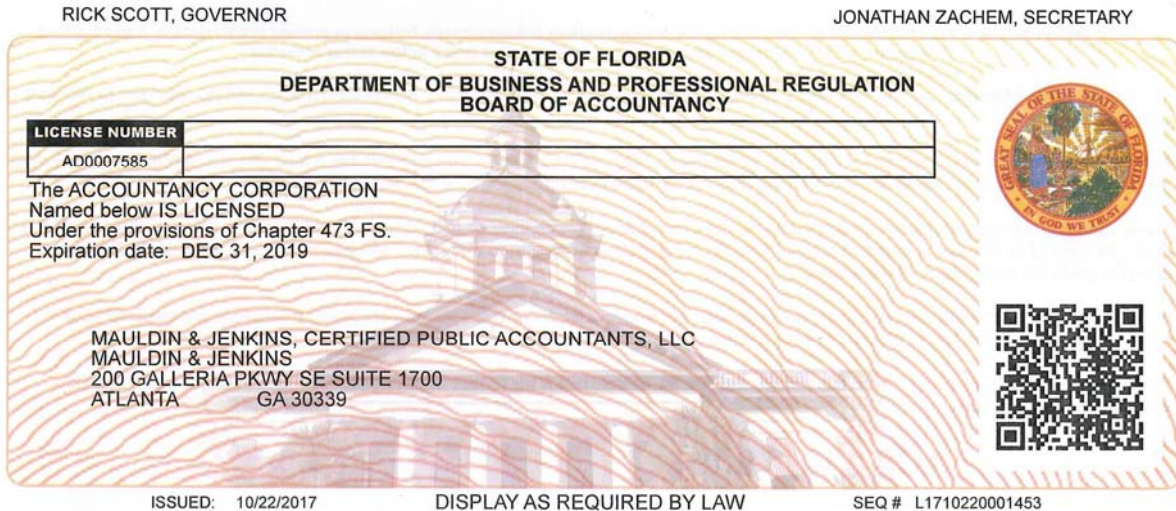 RICK SCOTT, GOVERNOR
JONATHAN ZACHEM, SECRETARY
STATE OF FLORIDA
DEPARTMENT OF BUSINESS AND PROFESSIONAL REGULATION
BOARD OF ACCOUNTANCY
LICENSE NUMBER
AD0007585
The ACCOUNTANCY CORPORATION
Named below IS LICENSED
Under the provisions of Chapter 473 FS.
Expiration date: DEC 31, 2019
MAULDIN & JENKINS, CERTIFIED PUBLIC ACCOUNTANTS, LLC
MAULDIN & JENKINS
200 GALLERIA PKWY SE SUITE 1700
ATLANTA GA 30339
GREAT SEAL OF THE STATE OF FLORIDA
IN GOD WE TRUST
ISSUED: 10/22/2017
DISPLAY AS REQUIRED BY LAW
SEQ # L1710220001453